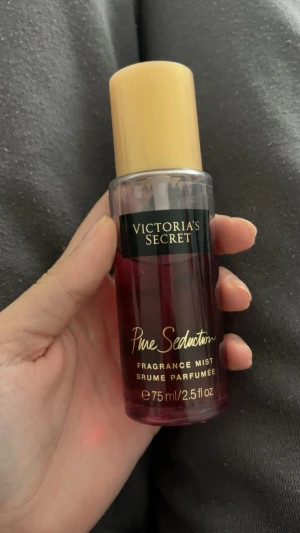 VICTORIA'S
SECRET
Pure Seduction
FRAGRANCE MIST
BRUME PARFUMÉE
℮75 ml/2.5 fl oz